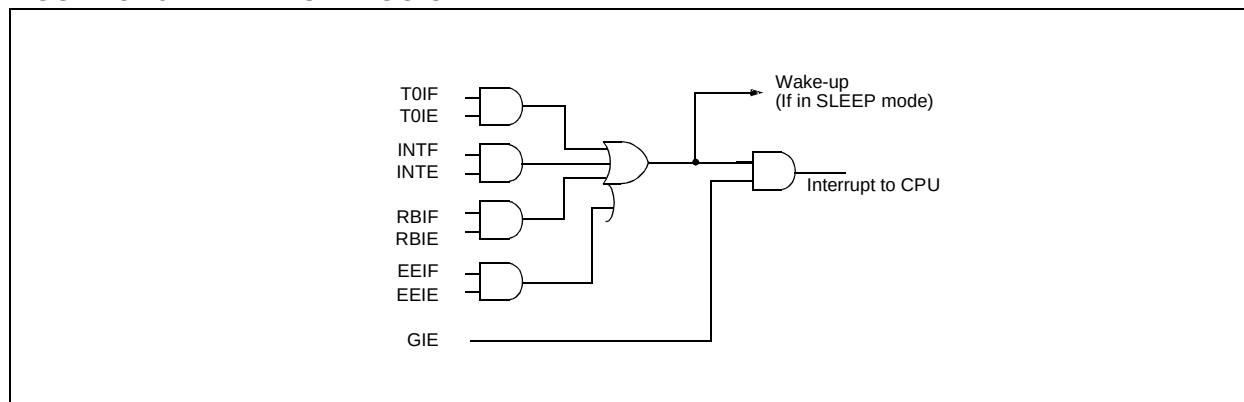 T0IF
T0IE
INTF
INTE
RBIF
RBIE
EEIF
EEIE
GIE
Wake-up
(If in SLEEP mode)
Interrupt to CPU